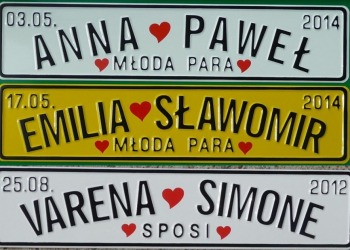 03.05. 2014
ANNA PAWEŁ
MŁODA PARA
17.05. 2014
EMILIA SŁAWOMIR
MŁODA PARA
25.08. 2012
VARENA SIMONE
SPOSI